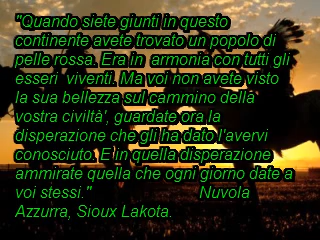 "Quando siete giunti in questo
continente avete trovato un popolo di
pelle rossa. Era in armonia con tutti gli
esseri viventi. Ma voi non avete visto
la sua bellezza sul cammino della
vostra civiltà', guardate ora la
disperazione che gli ha dato l'avervi
conosciuto. E in quella disperazione
ammirate quella che ogni giorno date a
voi stessi." Nuvola
Azzurra, Sioux Lakota.